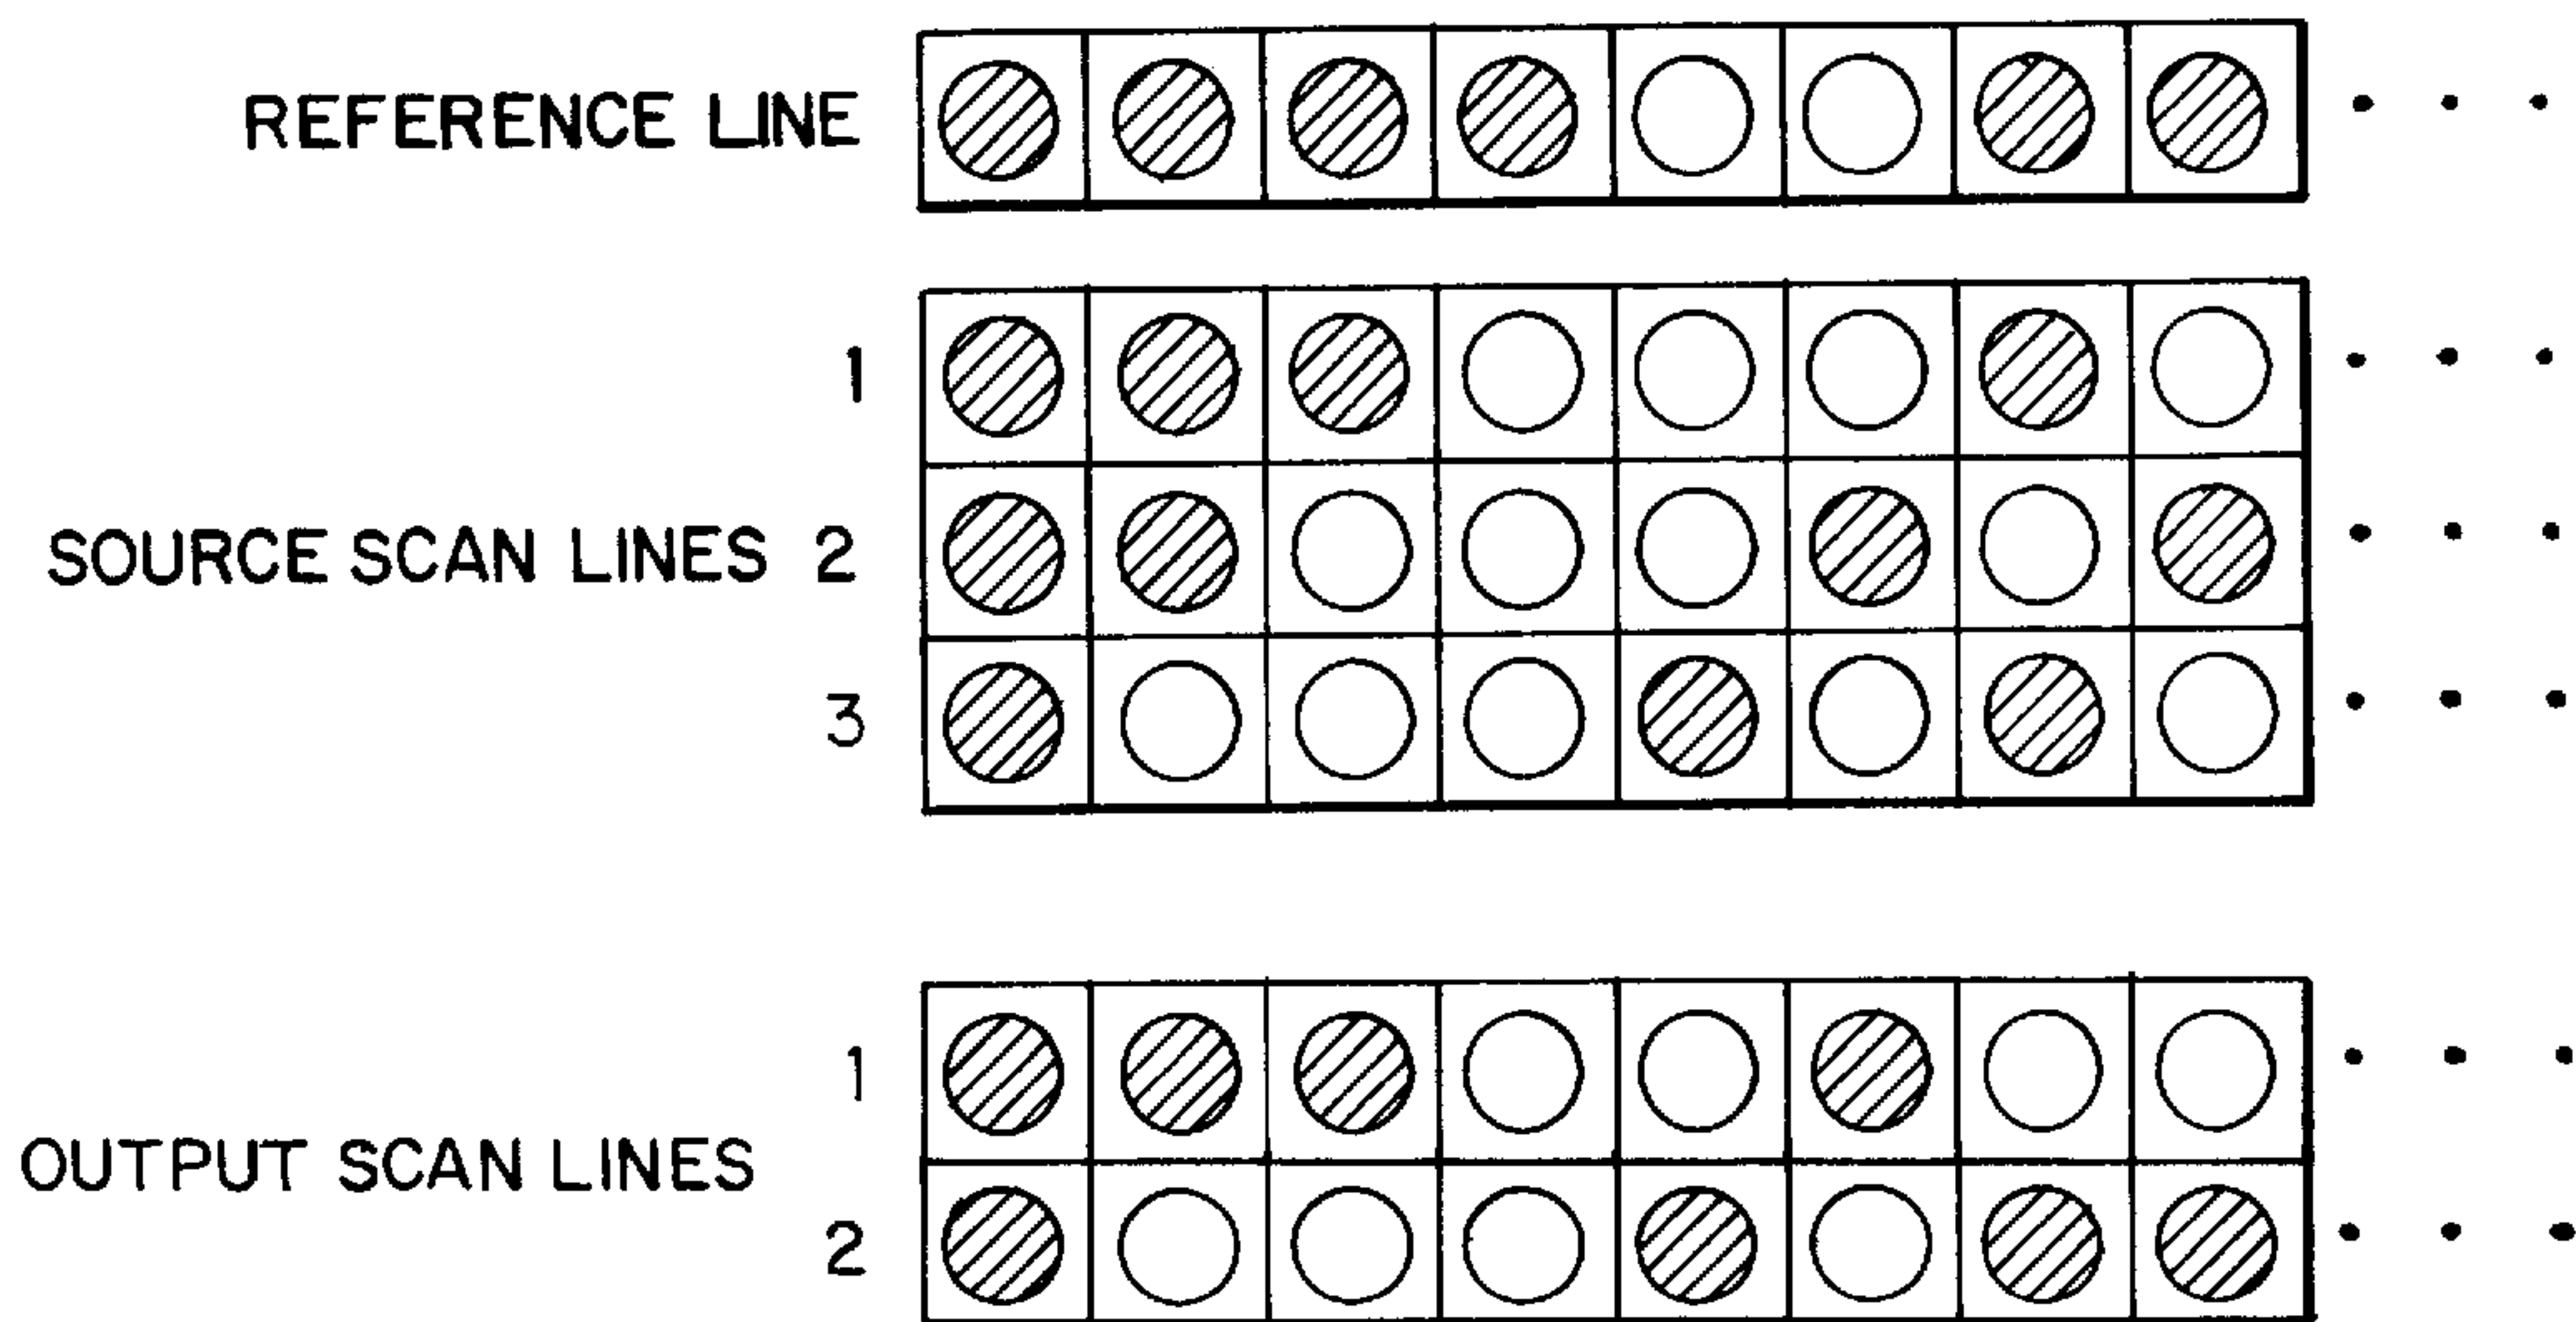 REFERENCE LINE
1
SOURCE SCAN LINES 2
3
1
OUTPUT SCAN LINES
2